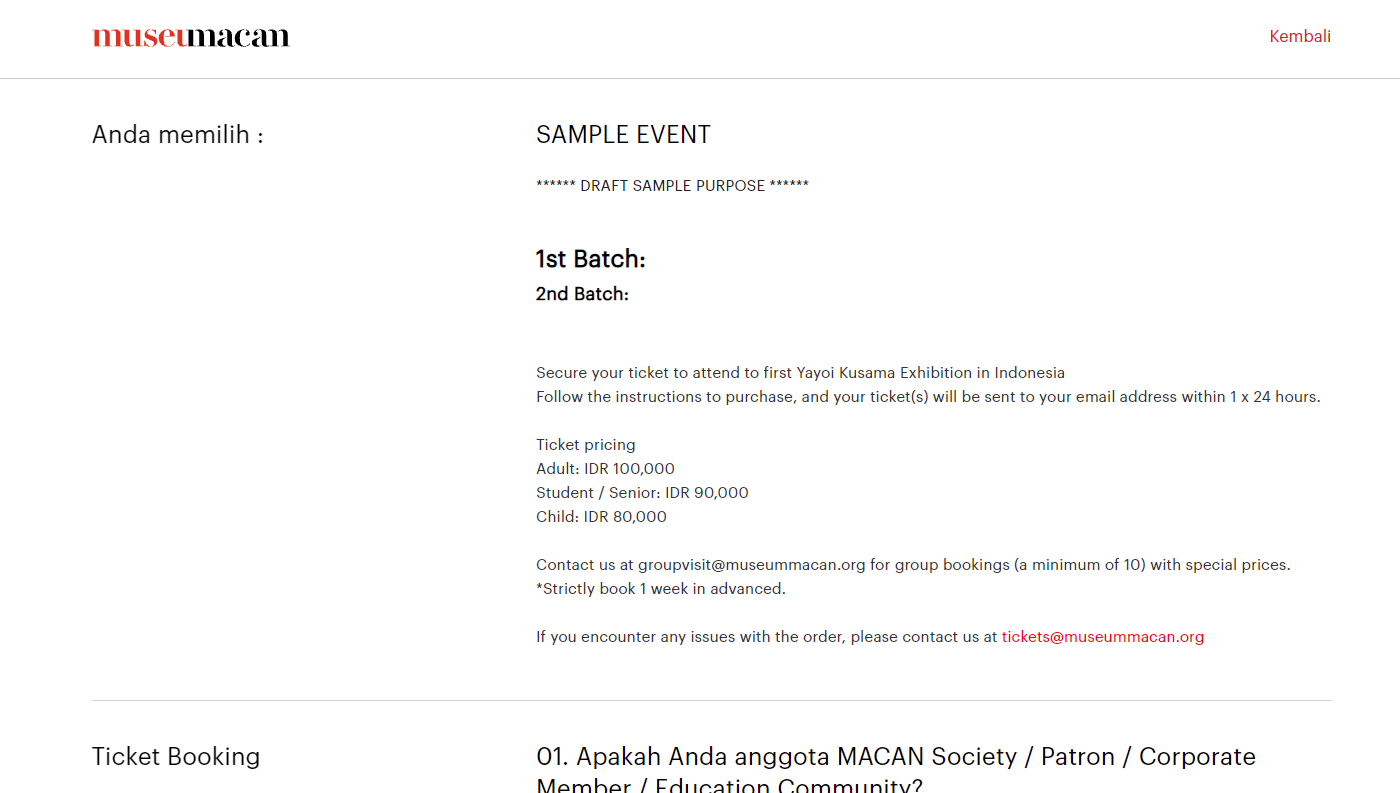 museumacan
Kembali
Anda memilih :
SAMPLE EVENT
****** DRAFT SAMPLE PURPOSE ******
1st Batch:
2nd Batch:
Secure your ticket to attend to first Yayoi Kusama Exhibition in Indonesia
Follow the instructions to purchase, and your ticket(s) will be sent to your email address within 1 x 24 hours.
Ticket pricing
Adult: IDR 100,000
Student / Senior: IDR 90,000
Child: IDR 80,000
Contact us at groupvisit@museummacan.org for group bookings (a minimum of 10) with special prices.
*Strictly book 1 week in advanced.
If you encounter any issues with the order, please contact us at tickets@museummacan.org
Ticket Booking
01. Apakah Anda anggota MACAN Society / Patron / Corporate
Member / Education Community?